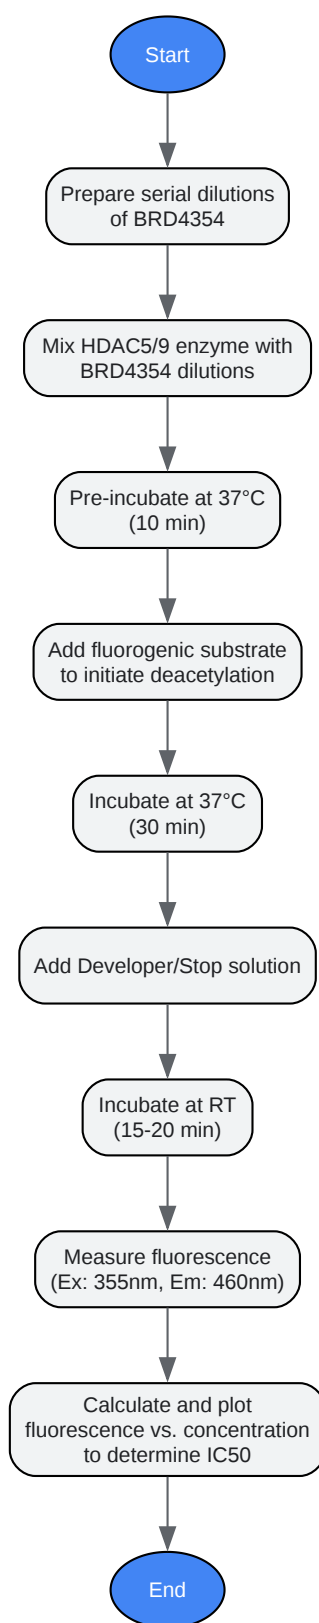 Start
Prepare serial dilutions
of BRD4354
Mix HDAC5/9 enzyme with
BRD4354 dilutions
Pre-incubate at 37°C
(10 min)
Add fluorogenic substrate
to initiate deacetylation
Incubate at 37°C
(30 min)
Add Developer/Stop solution
Incubate at RT
(15-20 min)
Measure fluorescence
(Ex: 355nm, Em: 460nm)
Calculate and plot
fluorescence vs. concentration
to determine IC50
End